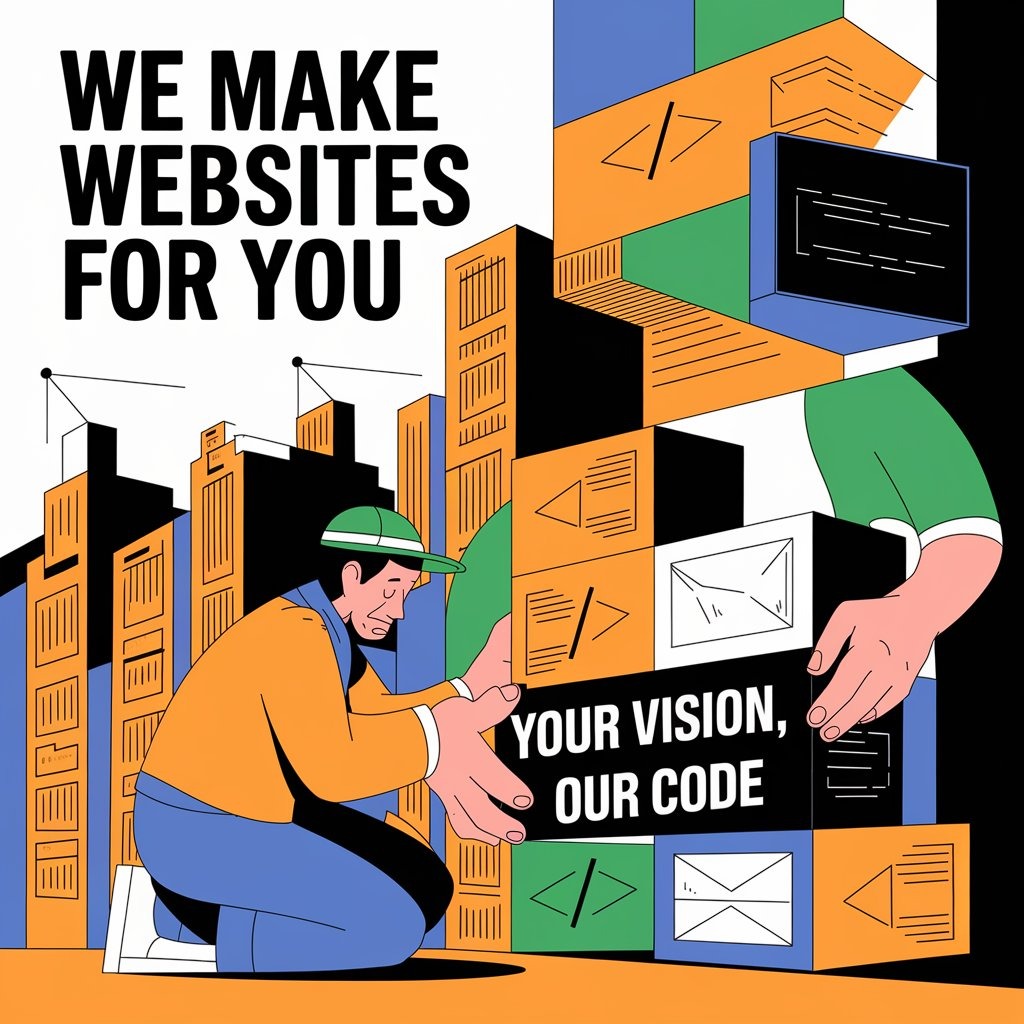 WE MAKE
WEBSITES
FOR YOU
</>
</>
YOUR VISION,
OUR CODE
</>